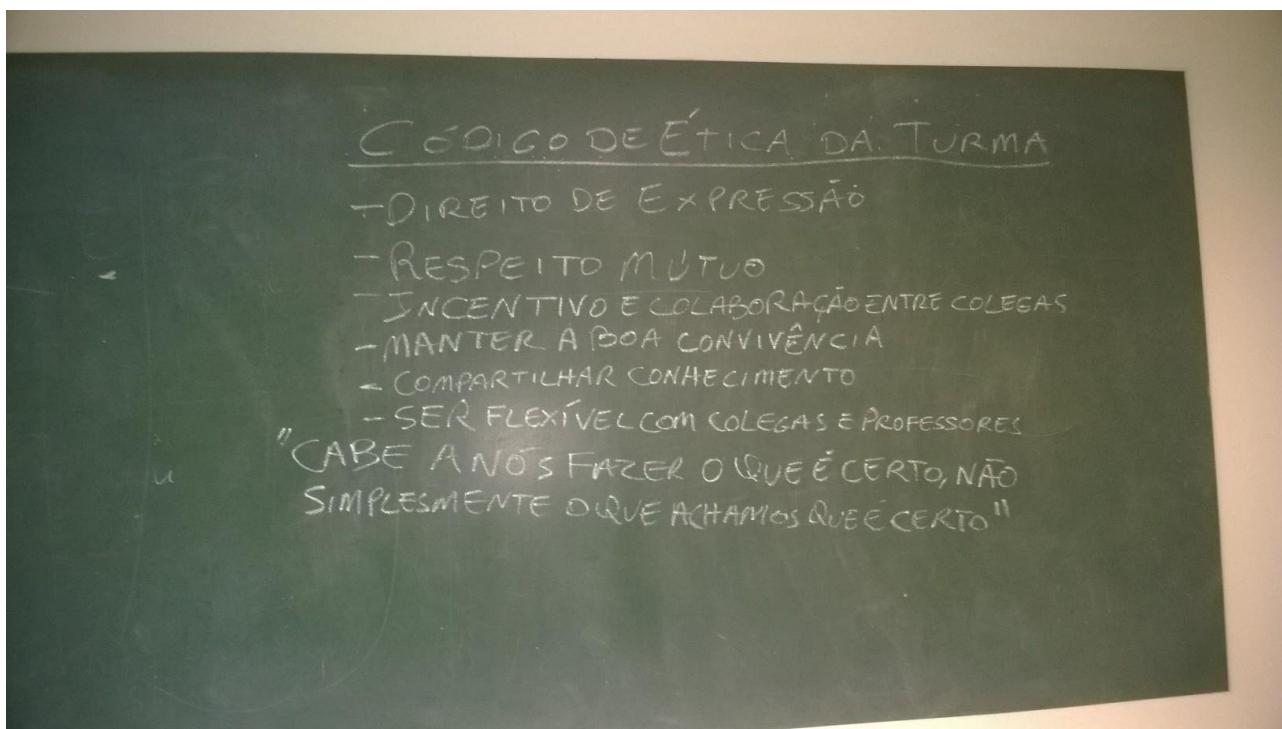 CÓDIGO DE ÉTICA DA TURMA
- DIREITO DE EXPRESSÃO
- RESPEITO MÚTUO
- INCENTIVO E COLABORAÇÃO ENTRE COLEGAS
- MANTER A BOA CONVIVÊNCIA
- COMPARTILHAR CONHECIMENTO
- SER FLEXÍVEL COM COLEGAS E PROFESSORES
"CABE A NÓS FAZER O QUE É CERTO, NÃO
SIMPLESMENTE O QUE ACHAMOS QUE É CERTO"